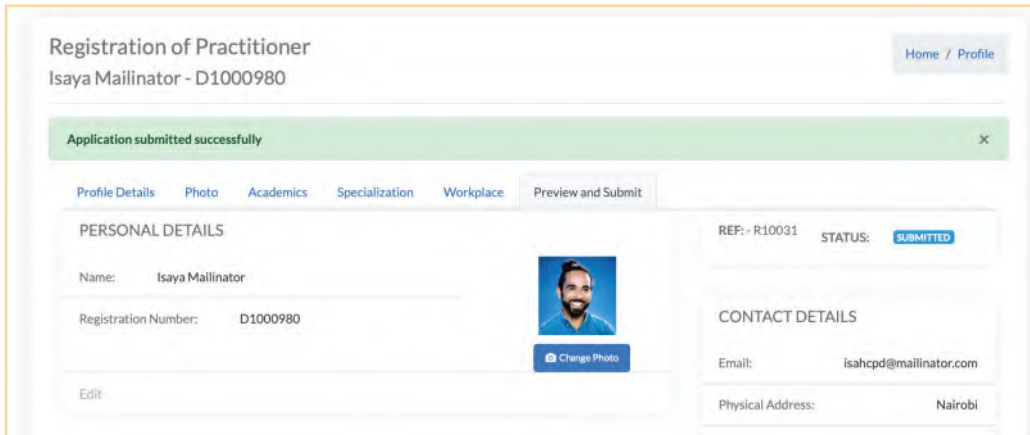 Registration of Practitioner
Home / Profile
Isaya Mailinator - D1000980
Application submitted successfully ×
Profile Details Photo Academics Specialization Workplace Preview and Submit
PERSONAL DETAILS
Name: Isaya Mailinator
Registration Number: D1000980
Change Photo
Edit
REF: - R10031 STATUS: SUBMITTED
CONTACT DETAILS
Email: isahcpd@mailinator.com
Physical Address: Nairobi